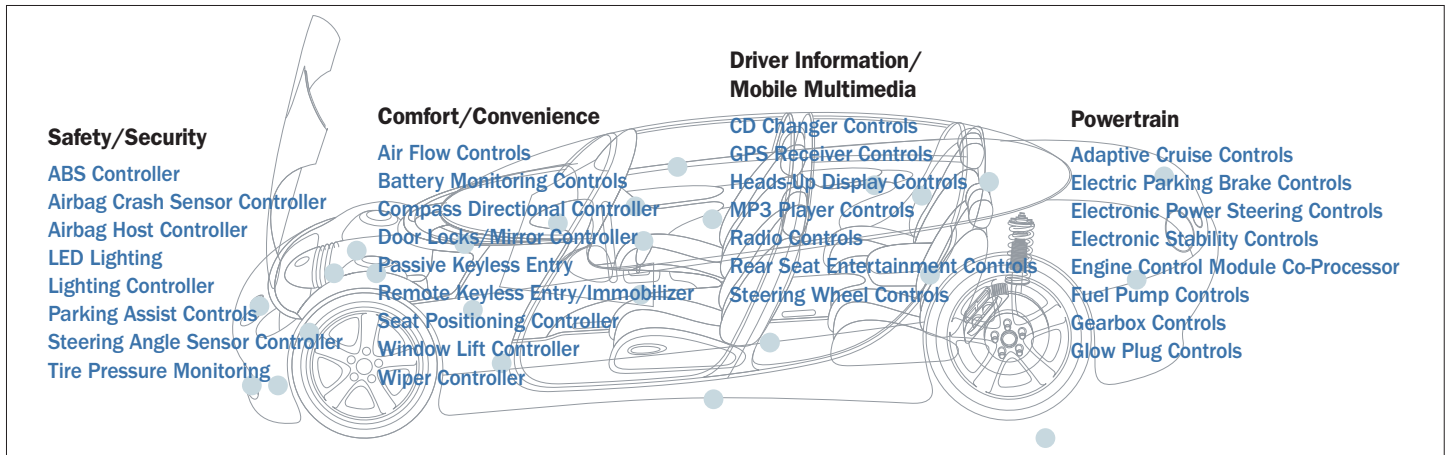 Safety/Security
ABS Controller
Airbag Crash Sensor Controller
Airbag Host Controller
LED Lighting
Lighting Controller
Parking Assist Controls
Steering Angle Sensor Controller
Tire Pressure Monitoring
Comfort/Convenience
Air Flow Controls
Battery Monitoring Controls
Compass Directional Controller
Door Locks/Mirror Controller
Passive Keyless Entry
Remote Keyless Entry/Immobilizer
Seat Positioning Controller
Window Lift Controller
Wiper Controller
Driver Information/
Mobile Multimedia
CD Changer Controls
GPS Receiver Controls
Heads-Up Display Controls
MP3 Player Controls
Radio Controls
Rear Seat Entertainment Controls
Steering Wheel Controls
Powertrain
Adaptive Cruise Controls
Electric Parking Brake Controls
Electronic Power Steering Controls
Electronic Stability Controls
Engine Control Module Co-Processor
Fuel Pump Controls
Gearbox Controls
Glow Plug Controls